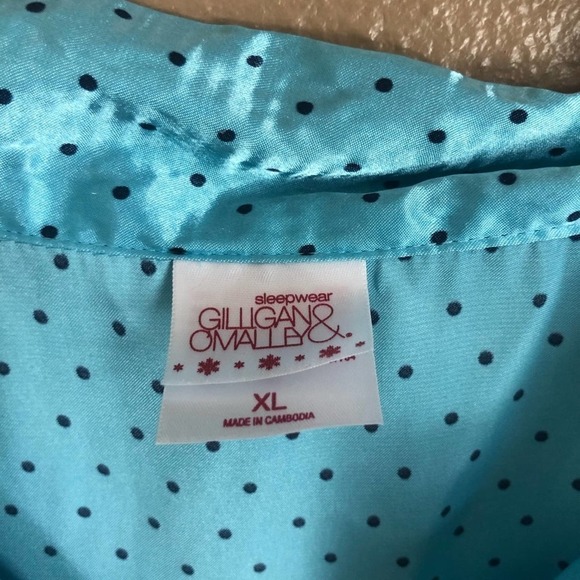 sleepwear
GILLIGAN &
O'MALLEY
XL
MADE IN CAMBODIA